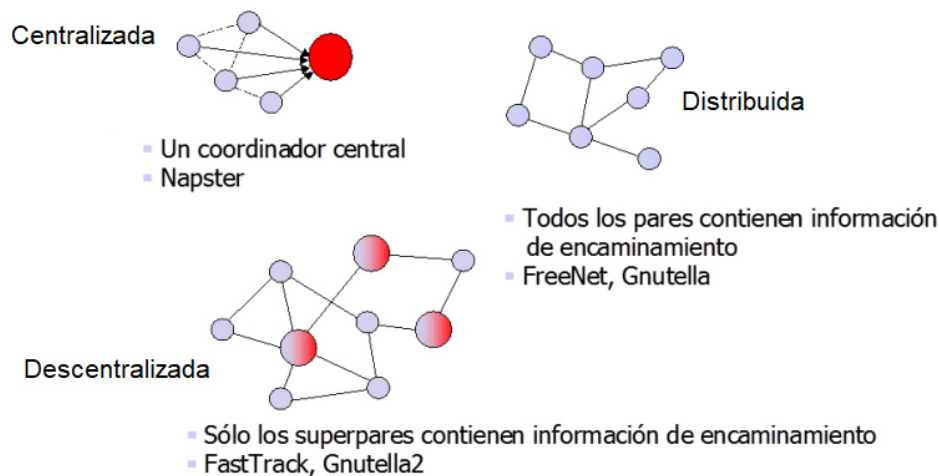 Centralizada
Un coordinador central
Napster
Distribuida
Todos los pares contienen información
de encaminamiento
FreeNet, Gnutella
Descentralizada
Sólo los superpares contienen información de encaminamiento
FastTrack, Gnutella2